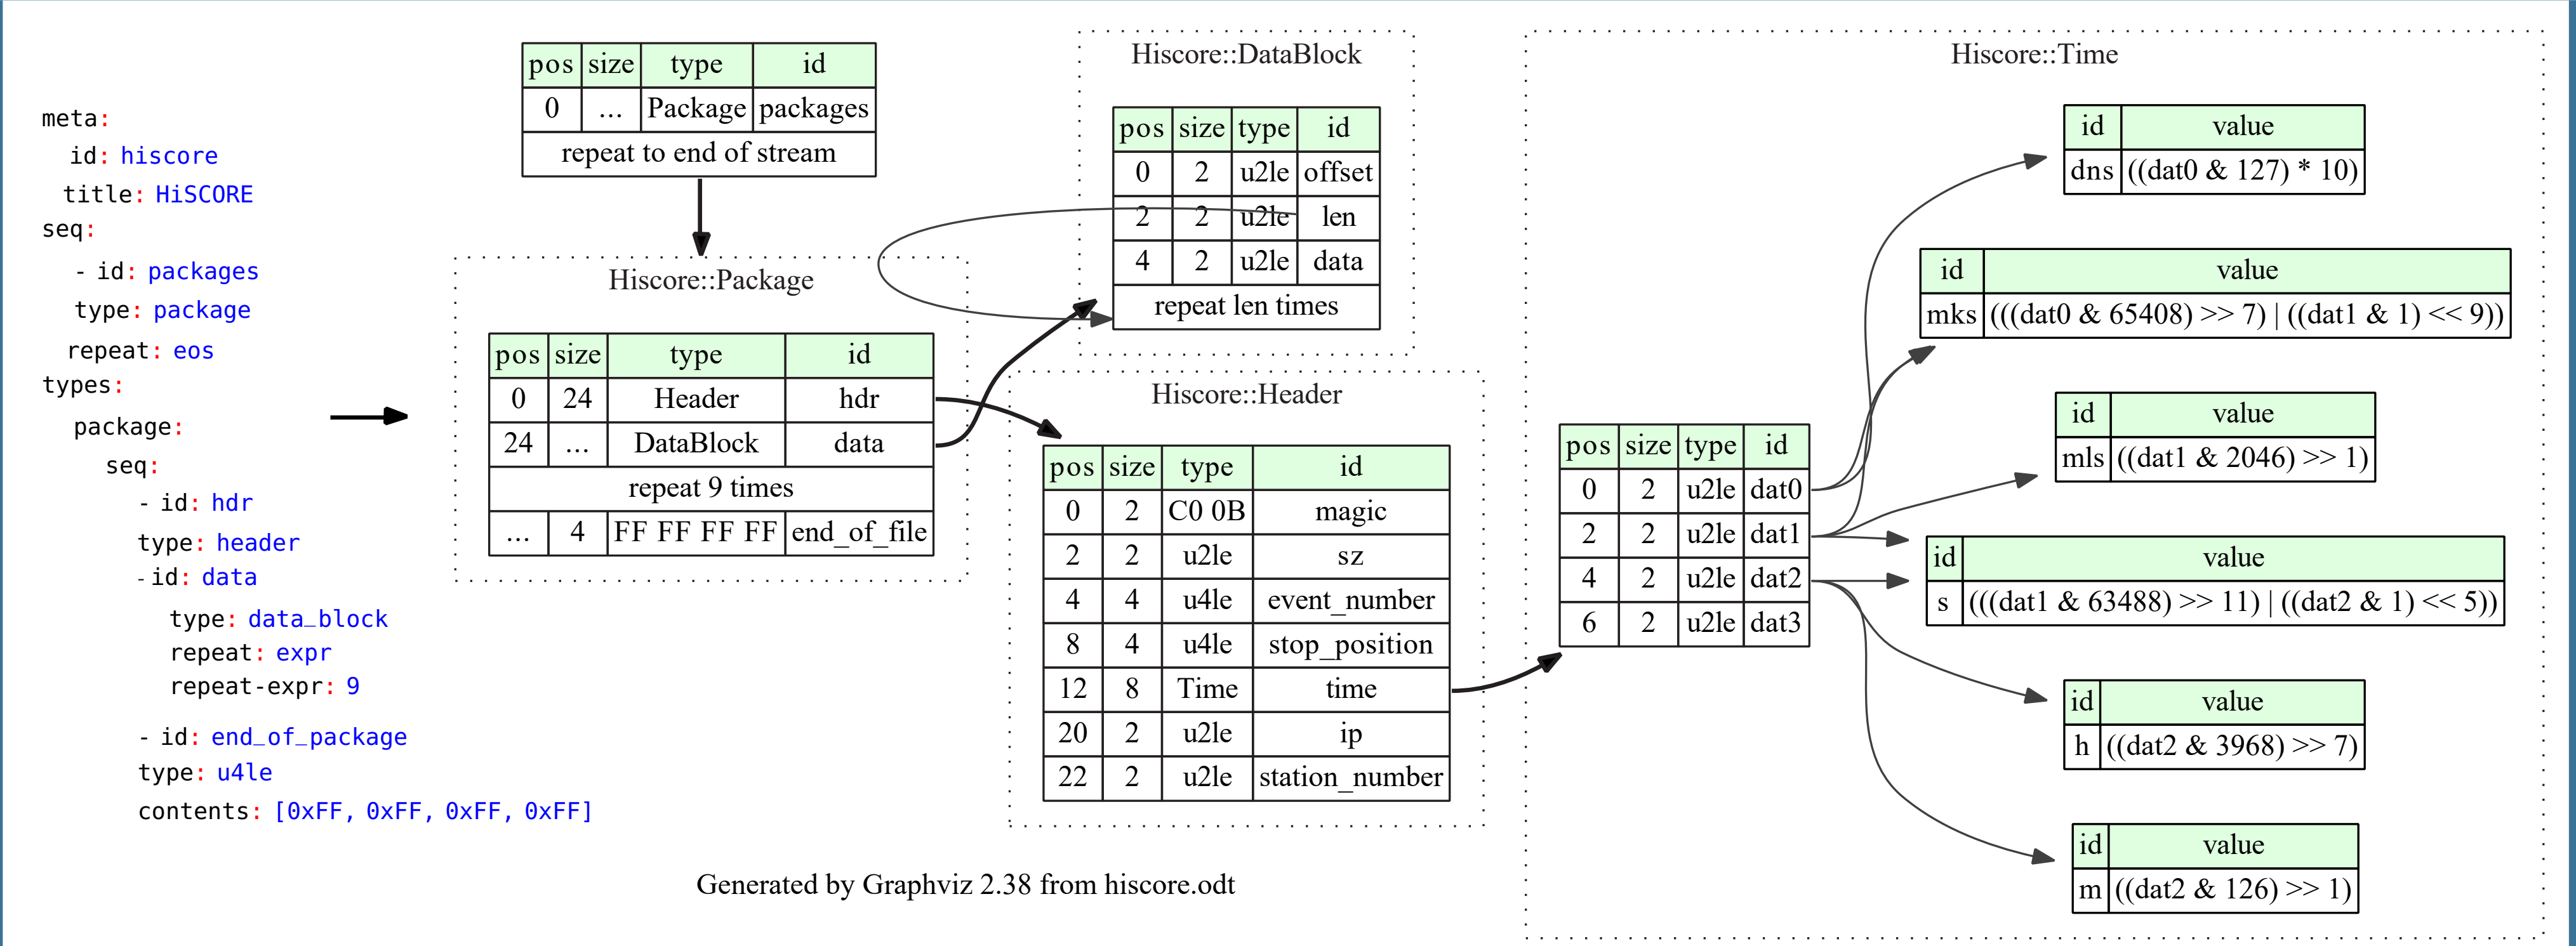 meta:
id: hiscore
title: HiSCORE
seq:
- id: packages
type: package
repeat: eos
types:
package:
seq:
- id: hdr
type: header
- id: data
type: data_block
repeat: expr
repeat-expr: 9
- id: end_of_package
type: u4le
contents: [0xFF, 0xFF, 0xFF, 0xFF]
pos size type id
0 ... Package packages
repeat to end of stream
Hiscore::Package
pos size type id
0 24 Header hdr
24 ... DataBlock data
repeat 9 times
... 4 FF FF FF FF end_of_file
Hiscore::DataBlock
pos size type id
0 2 u2le offset
2 2 u2le len
4 2 u2le data
repeat len times
Hiscore::Header
pos size type id
0 2 C0 0B magic
2 2 u2le sz
4 4 u4le event_number
8 4 u4le stop_position
12 8 Time time
20 2 u2le ip
22 2 u2le station_number
Hiscore::Time
pos size type id
0 2 u2le dat0
2 2 u2le dat1
4 2 u2le dat2
6 2 u2le dat3
id value
dns ((dat0 & 127) * 10)
id value
mks (((dat0 & 65408) >> 7) | ((dat1 & 1) << 9))
id value
mls ((dat1 & 2046) >> 1)
id value
s (((dat1 & 63488) >> 11) | ((dat2 & 1) << 5))
id value
h ((dat2 & 3968) >> 7)
id value
m ((dat2 & 126) >> 1)
Generated by Graphviz 2.38 from hiscore.odt